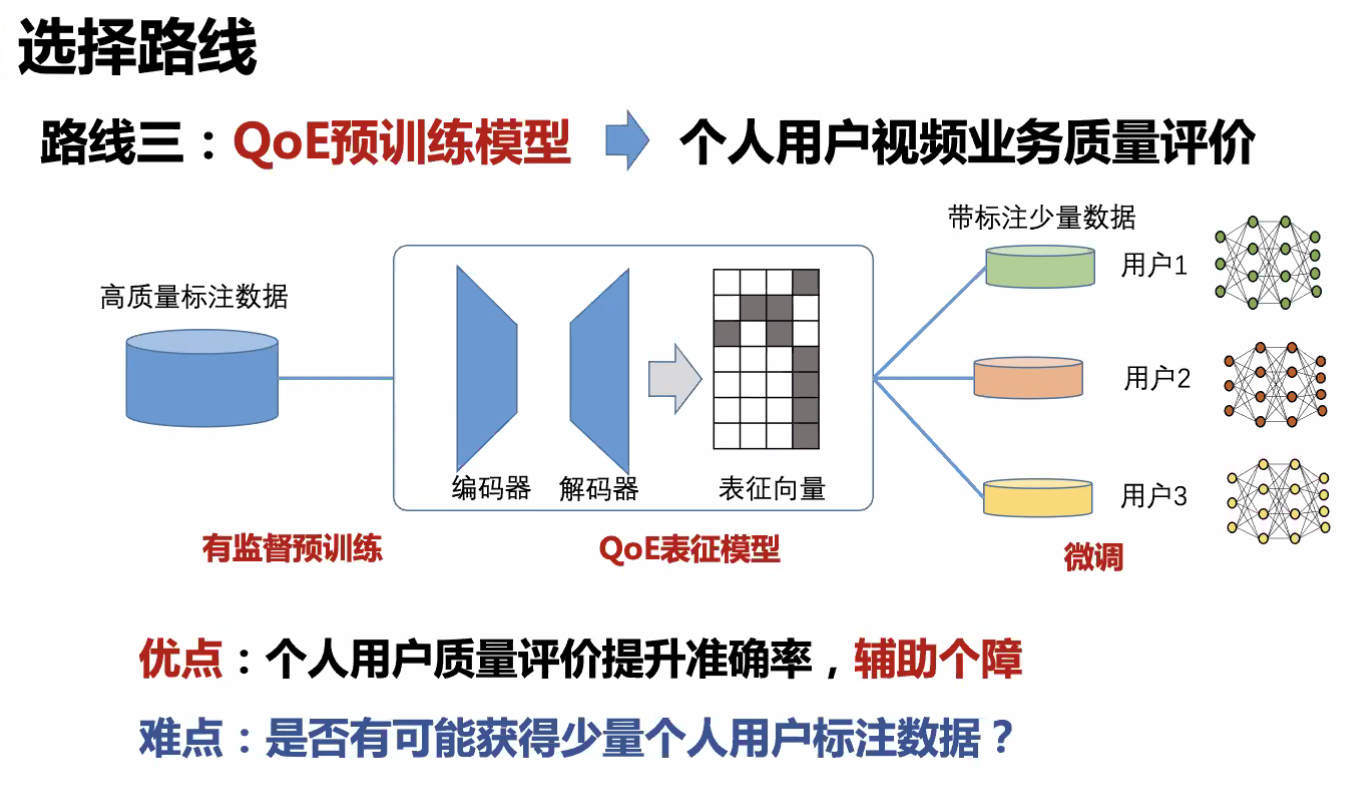 选择路线
路线三：QoE预训练模型 个人用户视频业务质量评价
带标注少量数据
高质量标注数据
用户1
用户2
用户3
编码器 解码器 表征向量
有监督预训练 QoE表征模型 微调
优点：个人用户质量评价提升准确率，辅助个障
难点：是否有可能获得少量个人用户标注数据？